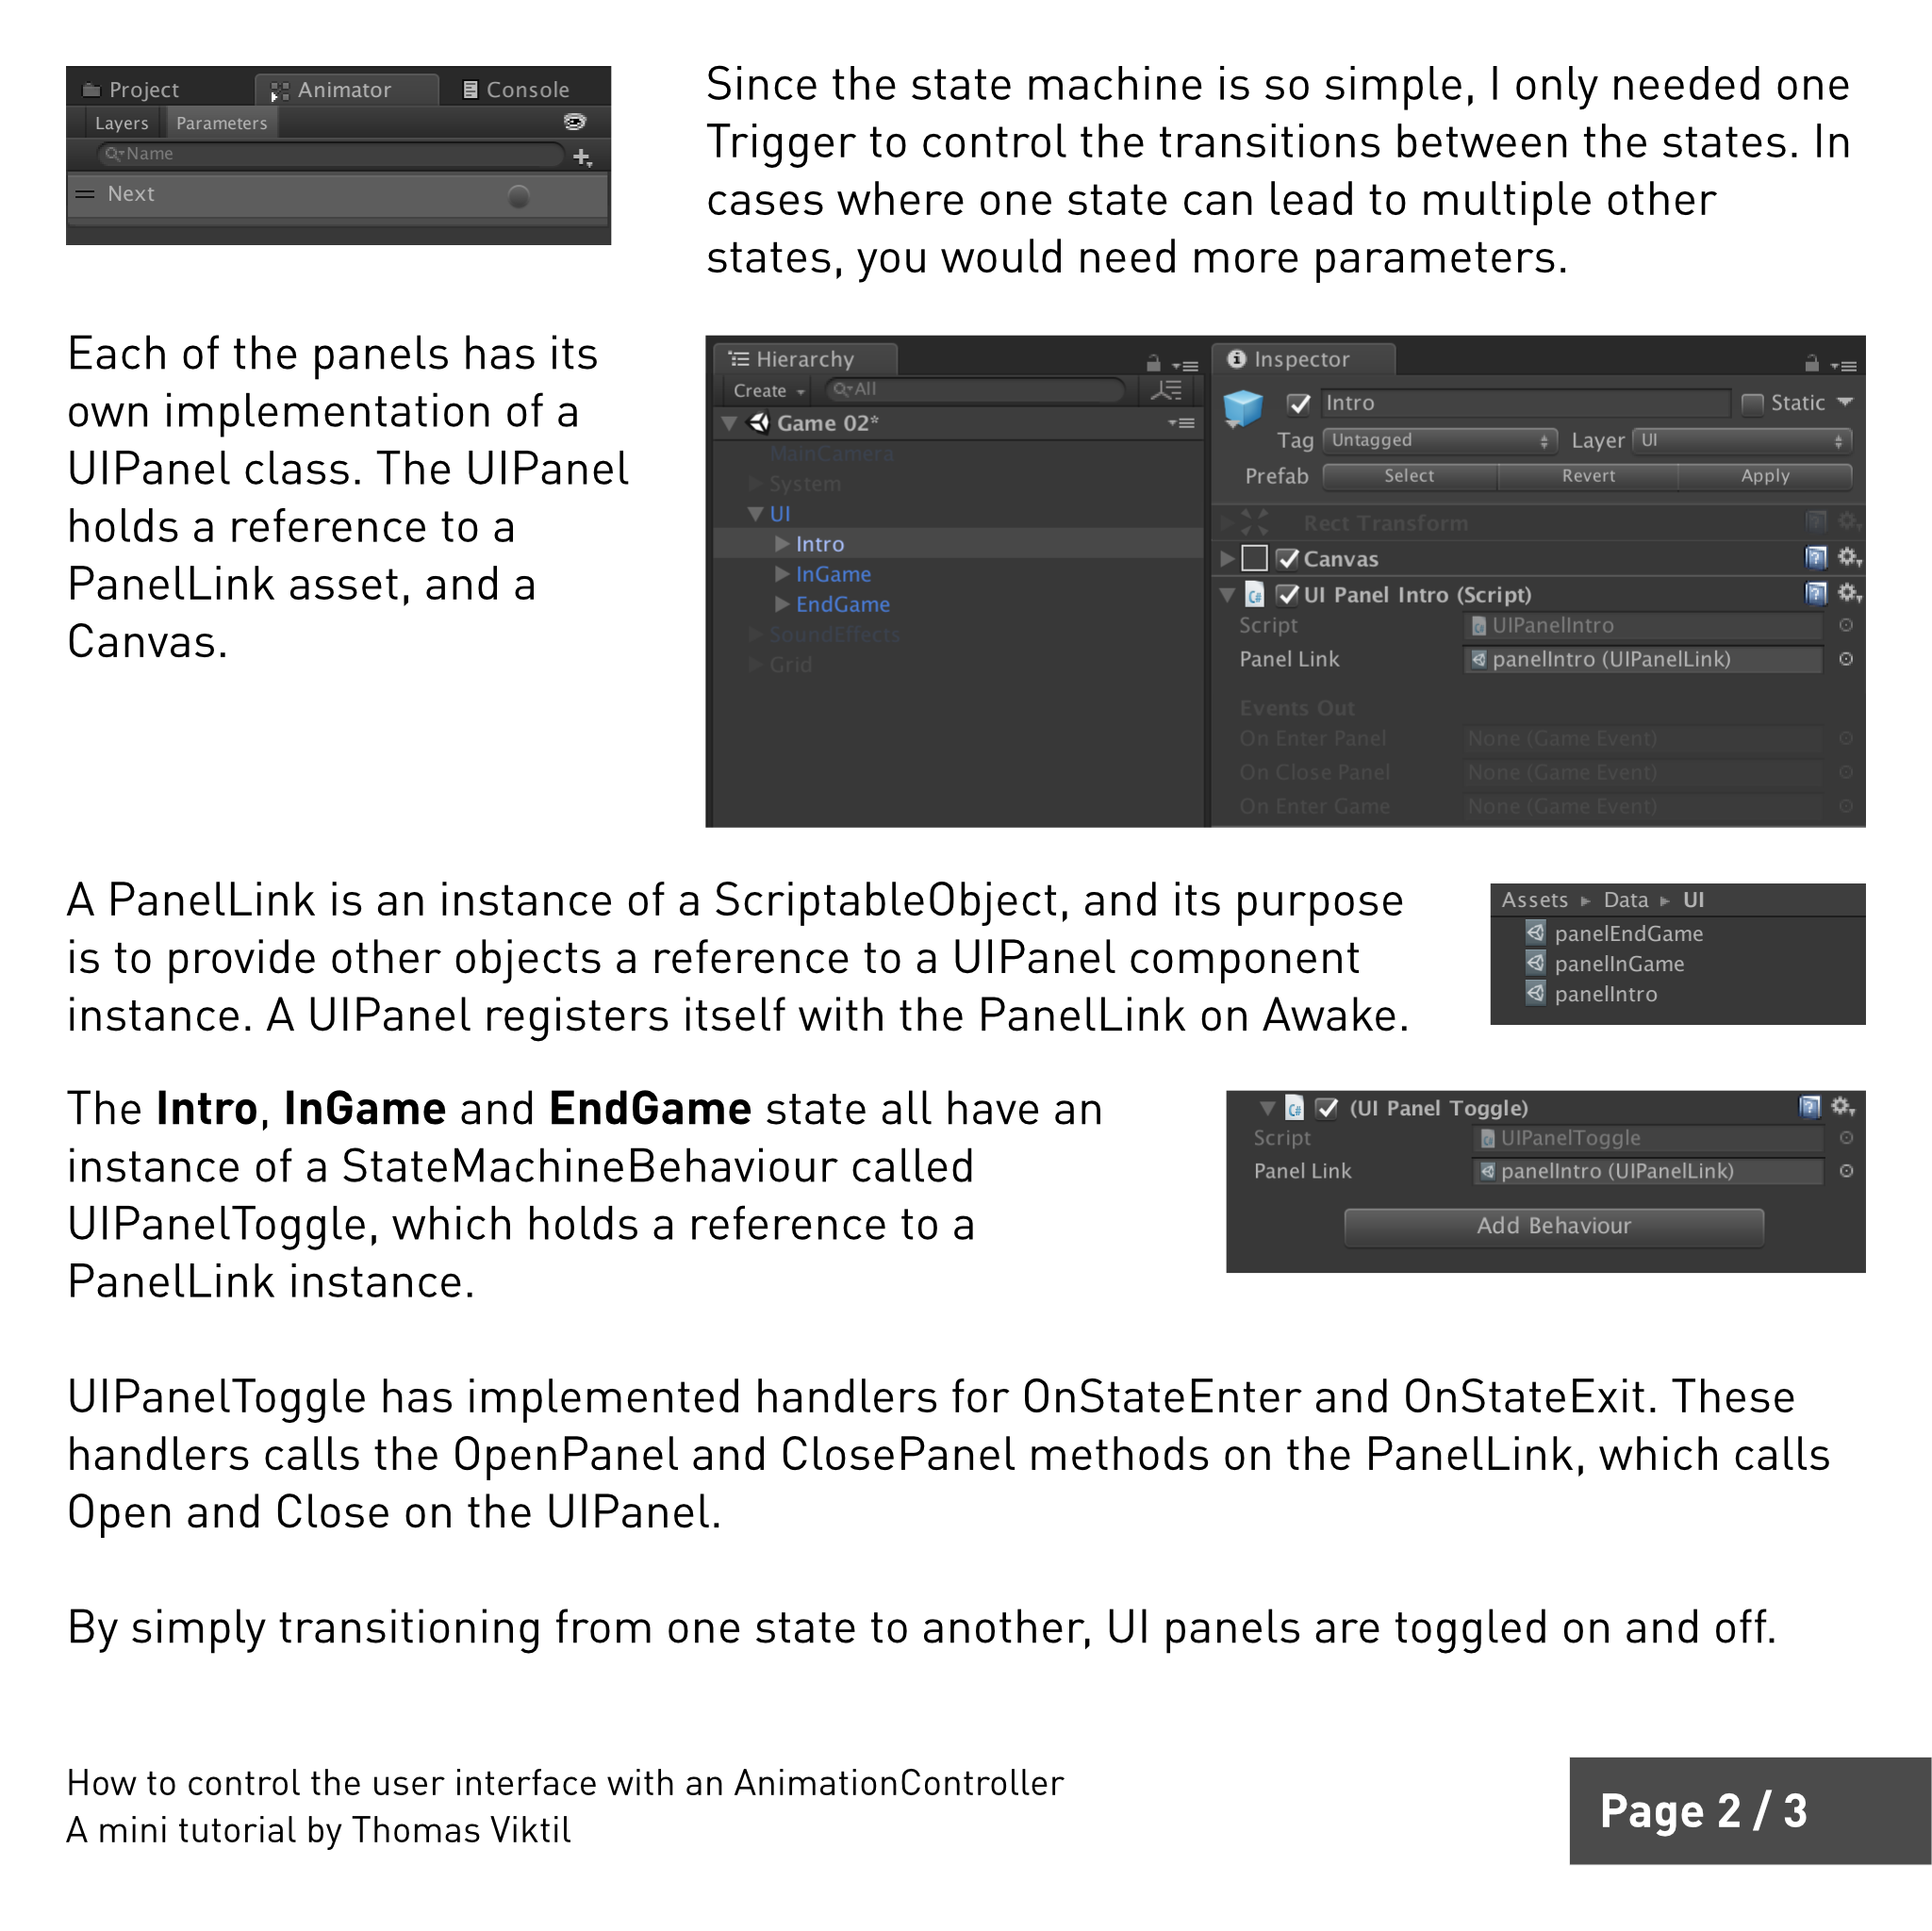 Project Animator Console
Layers Parameters
Name
Next
Since the state machine is so simple, I only needed one
Trigger to control the transitions between the states. In
cases where one state can lead to multiple other
states, you would need more parameters.
Each of the panels has its
own implementation of a
UIPanel class. The UIPanel
holds a reference to a
PanelLink asset, and a
Canvas.
Hierarchy
Create All
Game 02*
MainCamera
System
UI
Intro
InGame
EndGame
SoundEffects
Grid
Inspector
Intro Static
Tag Untagged Layer UI
Prefab Select Revert Apply
Rect Transform
Canvas
UI Panel Intro (Script)
Script UIPanelIntro
Panel Link panelIntro (UIPanelLink)
Events Out
On Enter Panel None (Game Event)
On Close Panel None (Game Event)
On Enter Game None (Game Event)
A PanelLink is an instance of a ScriptableObject, and its purpose
is to provide other objects a reference to a UIPanel component
instance. A UIPanel registers itself with the PanelLink on Awake.
Assets ▸ Data ▸ UI
panelEndGame
panelInGame
panelIntro
The Intro, InGame and EndGame state all have an
instance of a StateMachineBehaviour called
UIPanelToggle, which holds a reference to a
PanelLink instance.
(UI Panel Toggle)
Script UIPanelToggle
Panel Link panelIntro (UIPanelLink)
Add Behaviour
UIPanelToggle has implemented handlers for OnStateEnter and OnStateExit. These
handlers calls the OpenPanel and ClosePanel methods on the PanelLink, which calls
Open and Close on the UIPanel.
By simply transitioning from one state to another, UI panels are toggled on and off.
How to control the user interface with an AnimationController
A mini tutorial by Thomas Viktil
Page 2 / 3